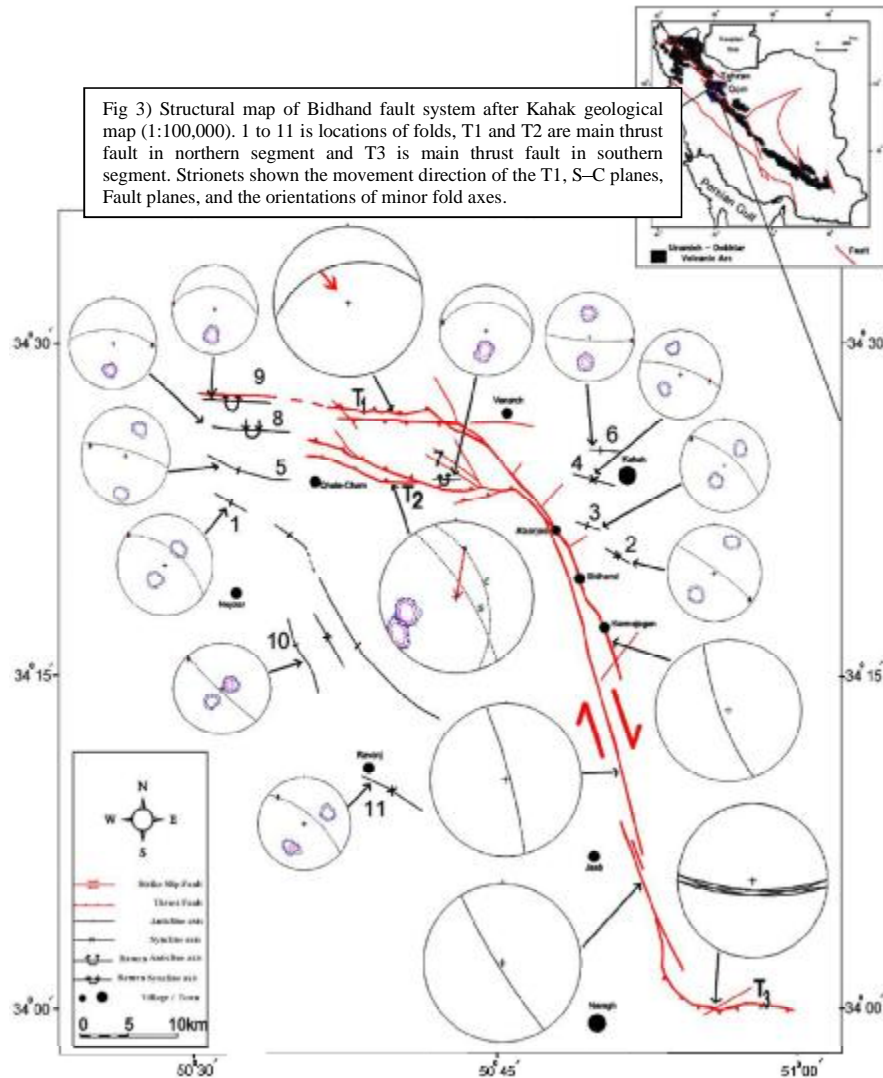 Fig 3) Structural map of Bidhand fault system after Kahak geological
map (1:100,000). 1 to 11 is locations of folds, T1 and T2 are main thrust
fault in northern segment and T3 is main thrust fault in southern
segment. Strionets shown the movement direction of the T1, S–C planes,
Fault planes, and the orientations of minor fold axes.
Tehran
Qom
Persian Gulf
Urumieh – Dokhtar
Volcanic Arc
Fault
34° 30′
34° 30′
9
T1
Venarch
8
6
Kahak
5
7
4
T2
1
3
2
Bidhand
10
34° 15′
34° 15′
Ravanj
11
N
W E
S
Strike Slip Fault
Thrust Fault
Anticline axis
Syncline axis
Village / Town
0 5 10km
Naragh
T3
34° 00′
34° 00′
50° 30′
50° 45′
51° 00′